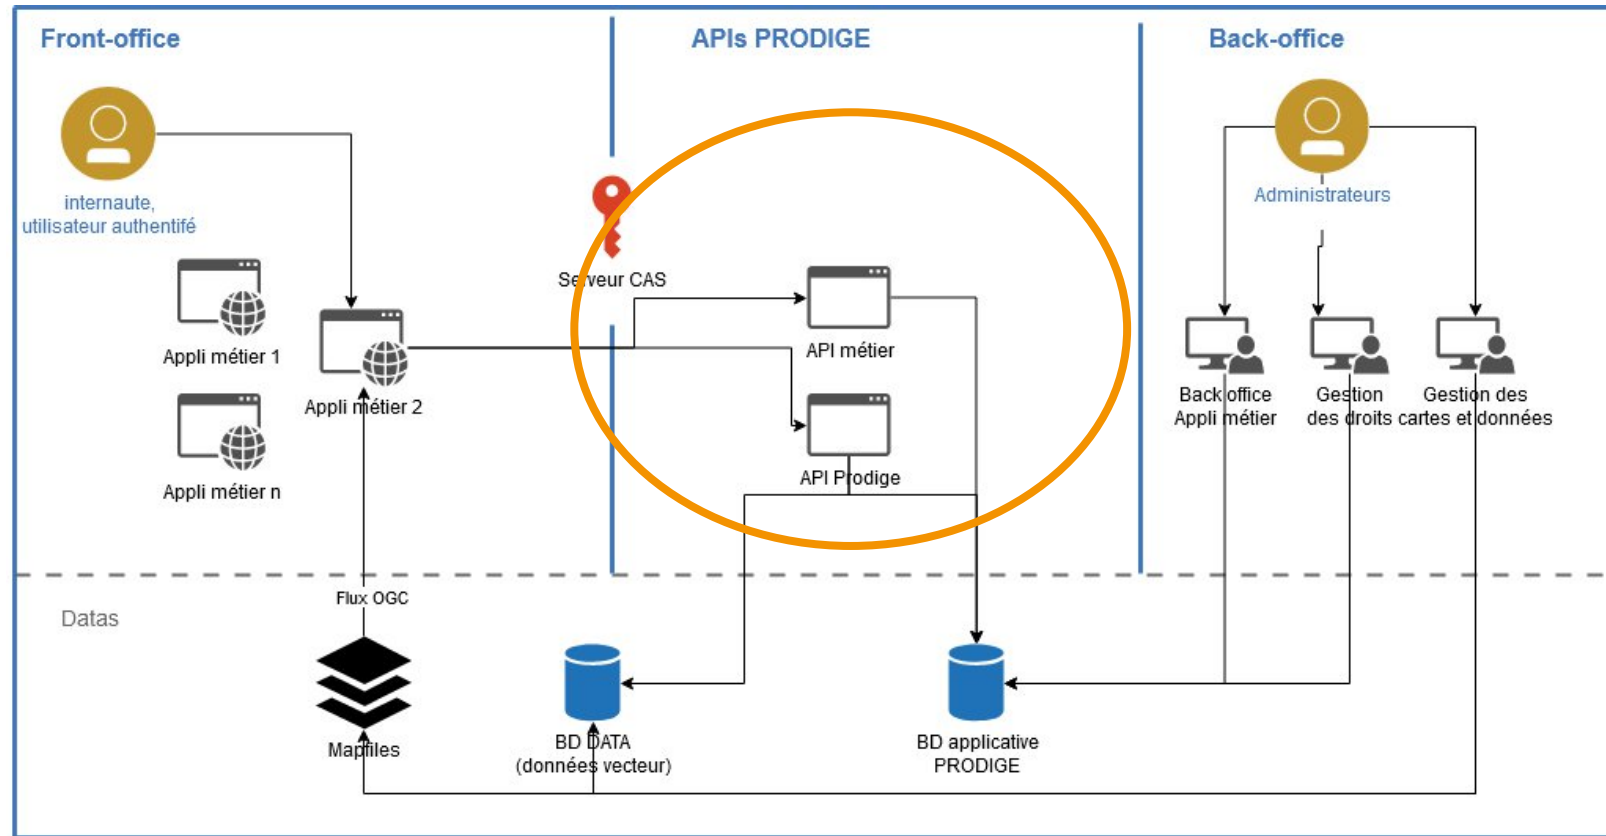 Front-office
APIs PRODIGE
Back-office
internaute,
utilisateur authentifé
Administrateurs
Serveur CAS
Appli métier 1
Appli métier 2
Appli métier n
API métier
API Prodige
Back office
Appli métier
Gestion
des droits
Gestion des
cartes et données
Flux OGC
Datas
Mapfiles
BD DATA
(données vecteur)
BD applicative
PRODIGE